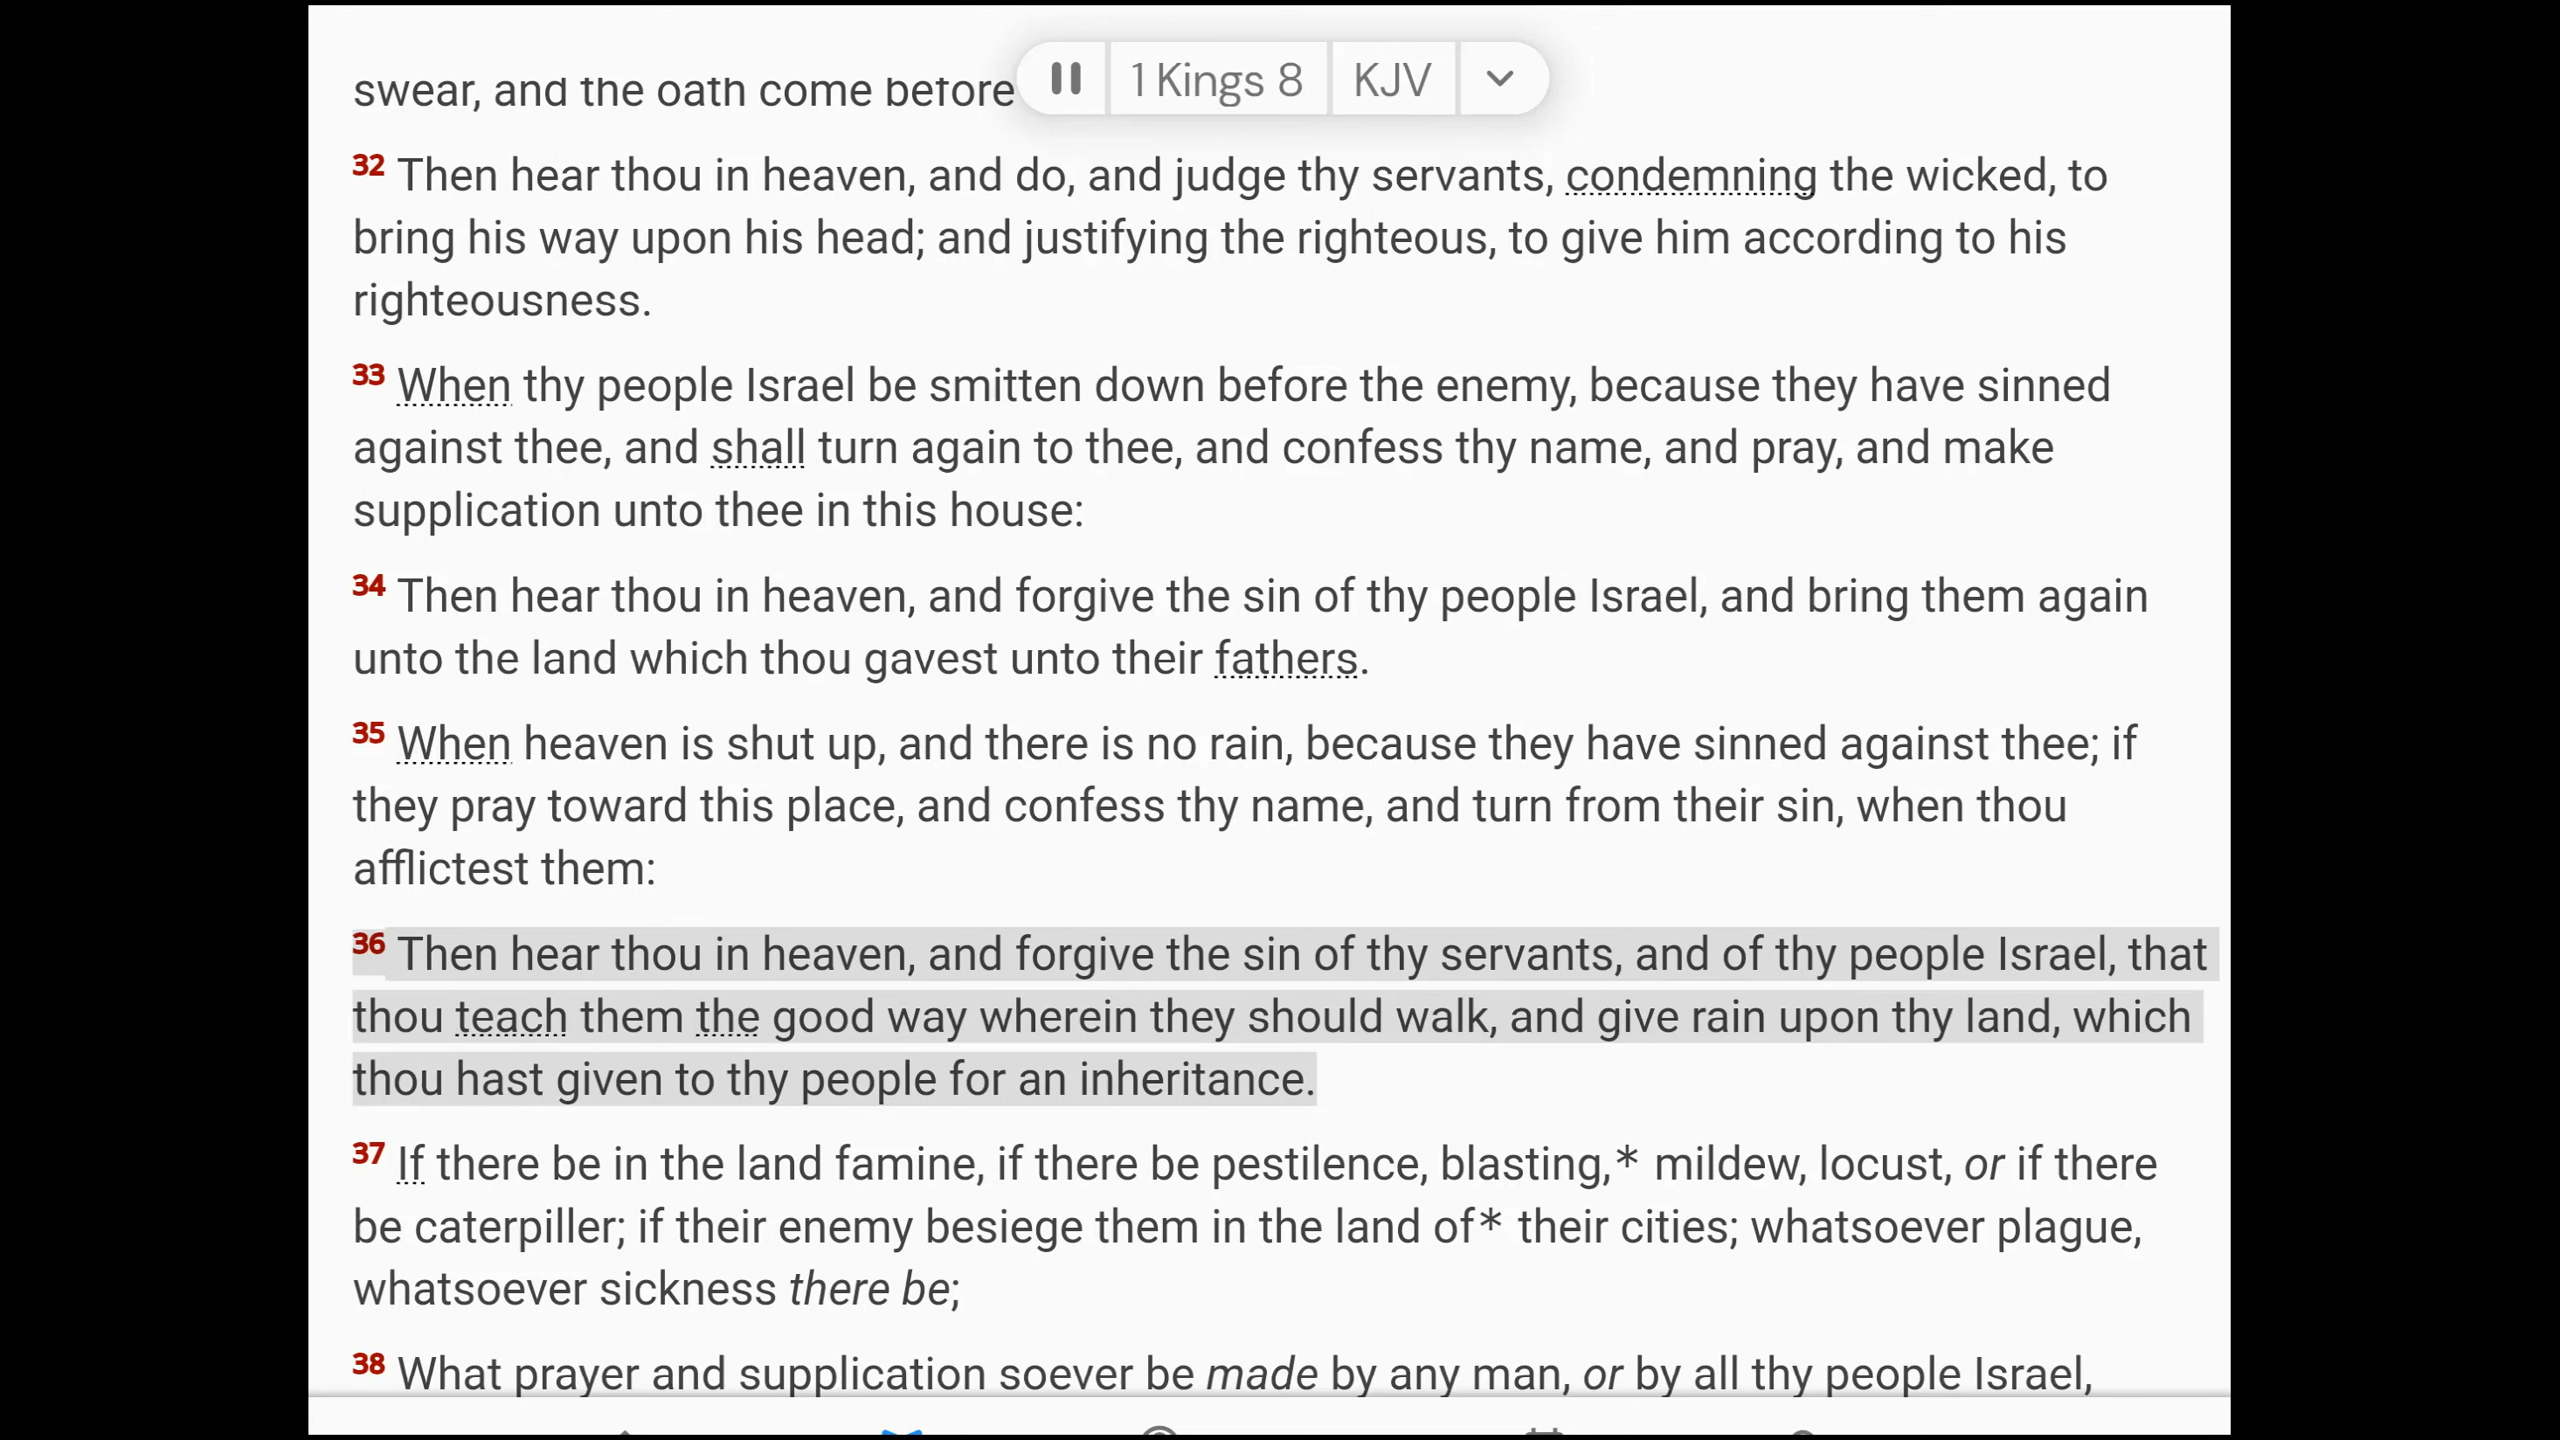 swear, and the oath come before
1 Kings 8 KJV
32 Then hear thou in heaven, and do, and judge thy servants, condemning the wicked, to
bring his way upon his head; and justifying the righteous, to give him according to his
righteousness.
33 When thy people Israel be smitten down before the enemy, because they have sinned
against thee, and shall turn again to thee, and confess thy name, and pray, and make
supplication unto thee in this house:
34 Then hear thou in heaven, and forgive the sin of thy people Israel, and bring them again
unto the land which thou gavest unto their fathers.
35 When heaven is shut up, and there is no rain, because they have sinned against thee; if
they pray toward this place, and confess thy name, and turn from their sin, when thou
afflictest them:
36 Then hear thou in heaven, and forgive the sin of thy servants, and of thy people Israel, that
thou teach them the good way wherein they should walk, and give rain upon thy land, which
thou hast given to thy people for an inheritance.
37 If there be in the land famine, if there be pestilence, blasting,* mildew, locust, or if there
be caterpiller; if their enemy besiege them in the land of* their cities; whatsoever plague,
whatsoever sickness there be;
38 What prayer and supplication soever be made by any man, or by all thy people Israel,